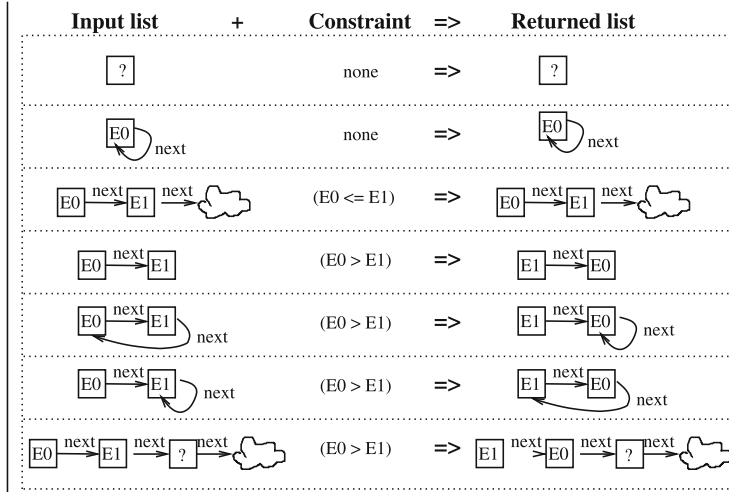 Input list + Constraint => Returned list
? none => ?
E0 next none => E0 next
E0 next E1 next (E0 <= E1) => E0 next E1 next
E0 next E1 (E0 > E1) => E1 next E0
E0 next E1 next (E0 > E1) => E1 next E0 next
E0 next E1 next (E0 > E1) => E1 next E0 next
E0 next E1 next ? next (E0 > E1) => E1 next E0 next ? next